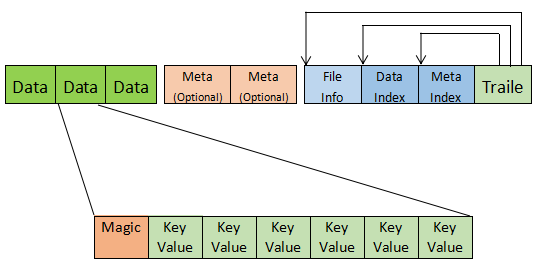 Data Data Data
Meta
(Optional)
Meta
(Optional)
File
Info
Data
Index
Meta
Index
Traile
Magic
Key
Value
Key
Value
Key
Value
Key
Value
Key
Value
Key
Value